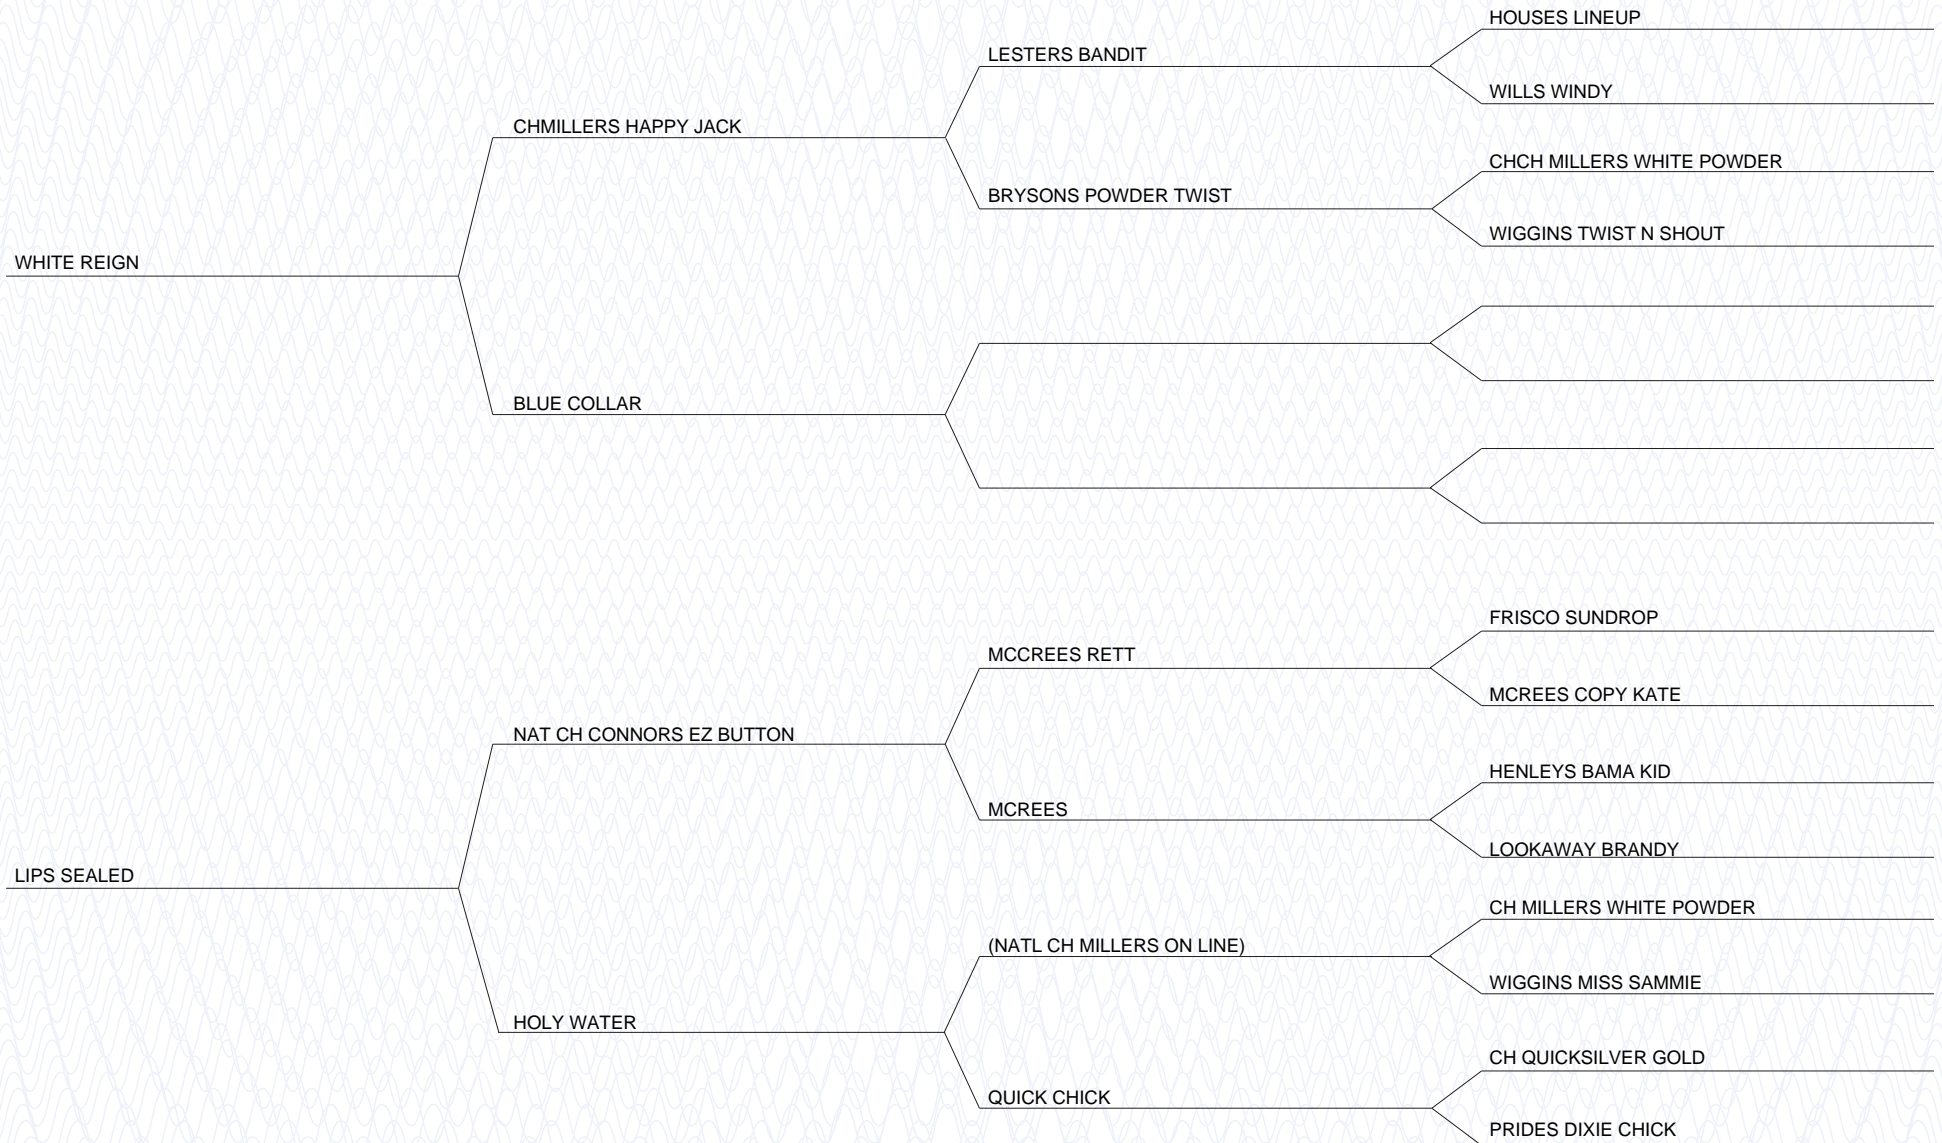 HOUSES LINEUP
LESTERS BANDIT
WILLS WINDY
CHMILLERS HAPPY JACK
CHCH MILLERS WHITE POWDER
BRYSONS POWDER TWIST
WIGGINS TWIST N SHOUT
WHITE REIGN
BLUE COLLAR
FRISCO SUNDROP
MCCREES RETT
MCREES COPY KATE
NAT CH CONNORS EZ BUTTON
HENLEYS BAMA KID
MCREES
LOOKAWAY BRANDY
LIPS SEALED
CH MILLERS WHITE POWDER
(NATL CH MILLERS ON LINE)
WIGGINS MISS SAMMIE
HOLY WATER
CH QUICKSILVER GOLD
QUICK CHICK
PRIDES DIXIE CHICK